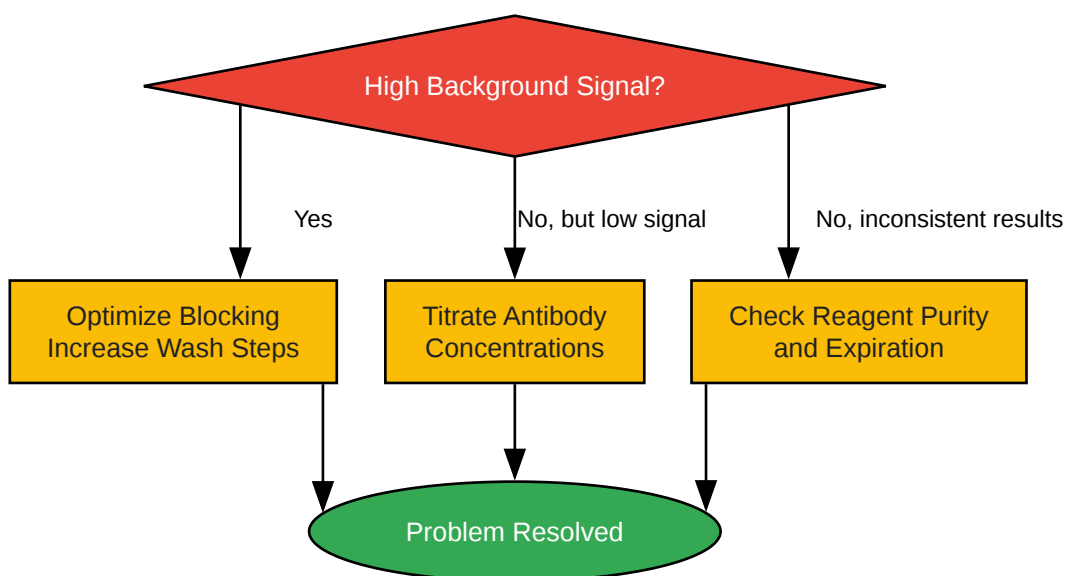 High Background Signal?
Yes
No, but low signal
No, inconsistent results
Optimize Blocking
Increase Wash Steps
Titrate Antibody
Concentrations
Check Reagent Purity
and Expiration
Problem Resolved